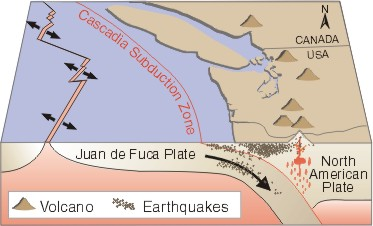 N
CANADA
USA
Cascadia Subduction Zone
Juan de Fuca Plate
North
American
Plate
Volcano
Earthquakes